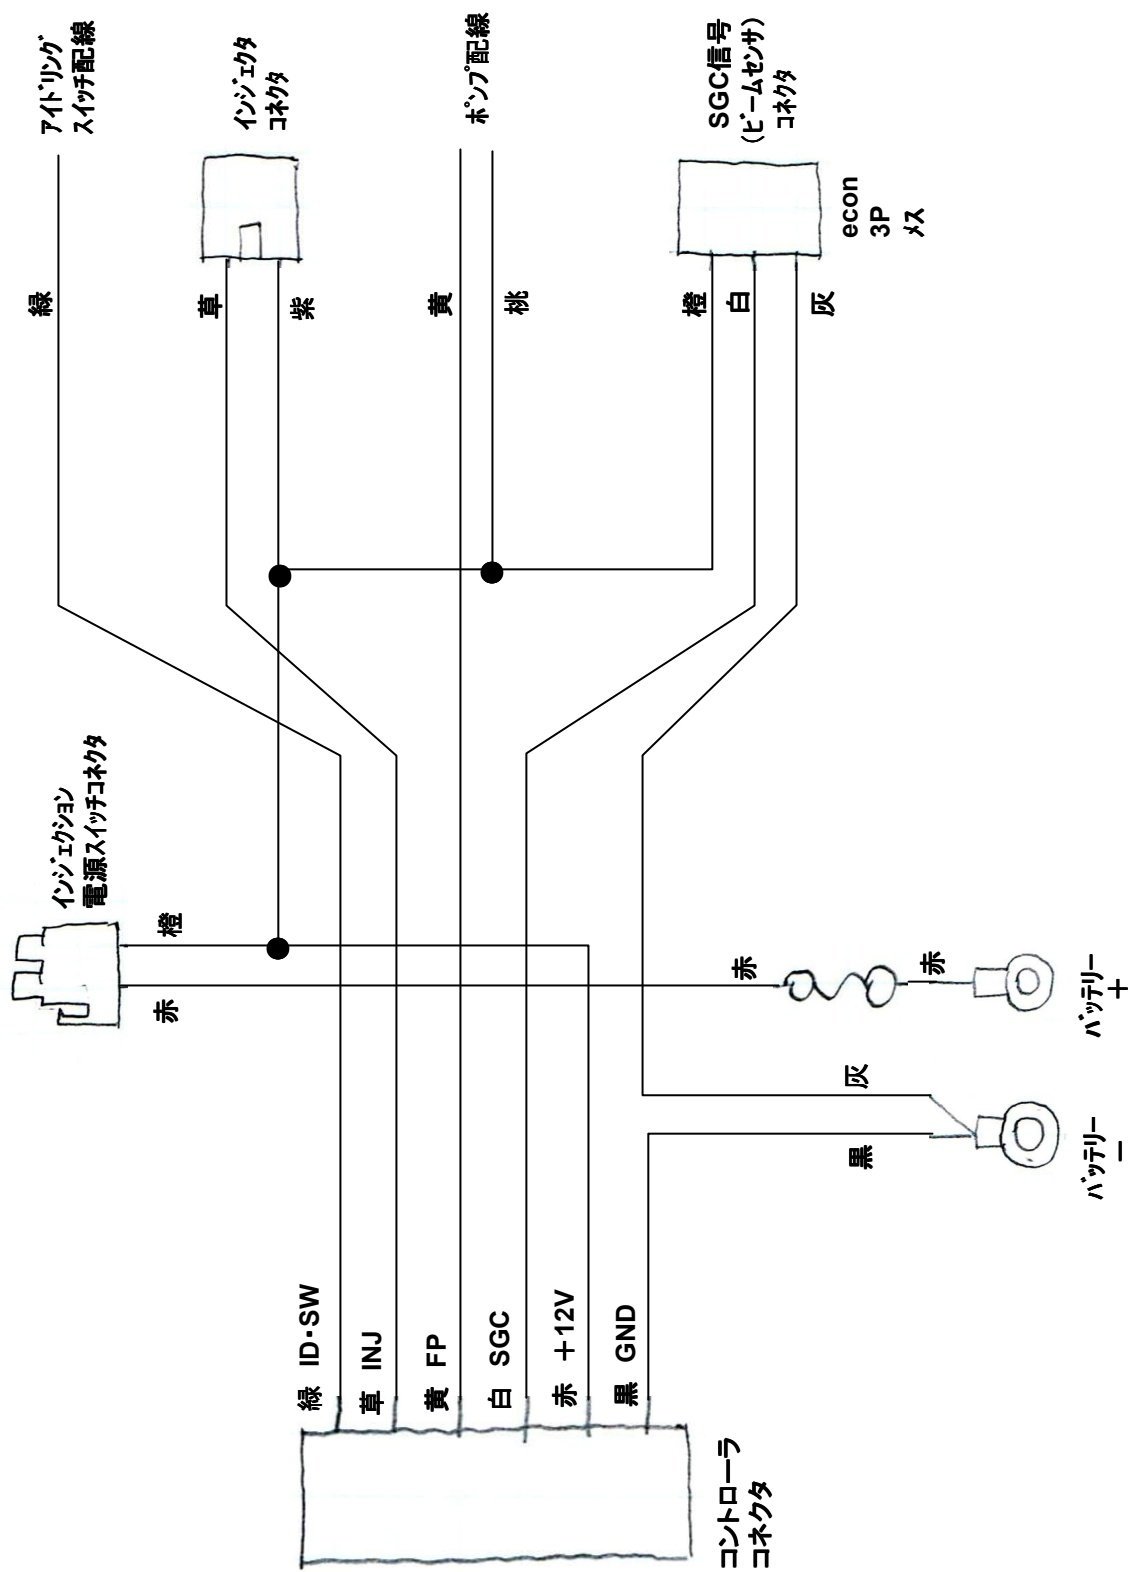 アイドリング
スイッチ配線
インジェクタ
コネクタ
ポンプ配線
SGC信号
(ビームセンサ)
コネクタ
econ
3P
メス
緑
草
紫
黄
桃
橙
白
灰
インジェクション
電源スイッチコネクタ
橙
赤
赤
赤
バッテリー
＋
灰
黒
バッテリー
－
緑 ID・SW
草 INJ
黄 FP
白 SGC
赤 ＋12V
黒 GND
コントローラ
コネクタ